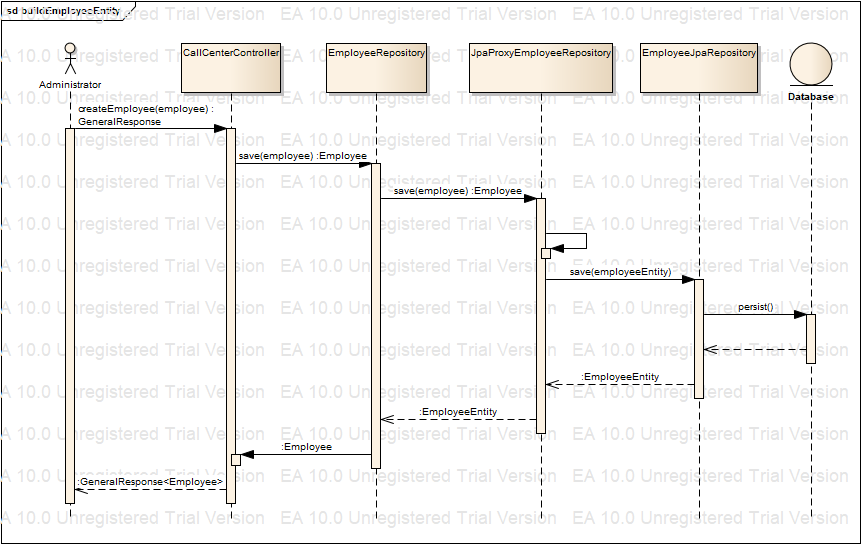 sd buildEmployeeEntity
CallCenterController
EmployeeRepository
JpaProxyEmployeeRepository
EmployeeJpaRepository
Administrator
Database
createEmployee(employee) :
GeneralResponse
save(employee) :Employee
save(employee) :Employee
save(employeeEntity)
persist()
:EmployeeEntity
:EmployeeEntity
:Employee
:GeneralResponse<Employee>
EA 10.0 Unregistered Trial Version